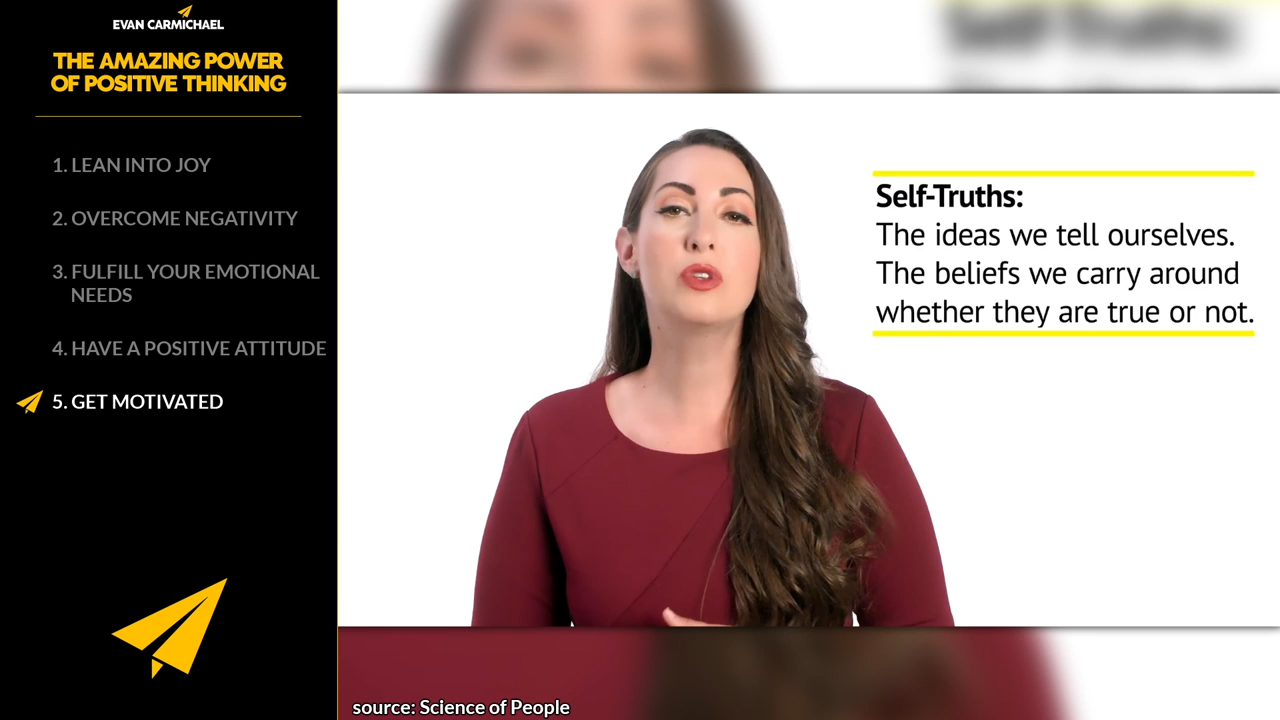 EVAN CARMICHAEL
THE AMAZING POWER
OF POSITIVE THINKING
1. LEAN INTO JOY
2. OVERCOME NEGATIVITY
3. FULFILL YOUR EMOTIONAL
NEEDS
4. HAVE A POSITIVE ATTITUDE
5. GET MOTIVATED
Self-Truths:
The ideas we tell ourselves.
The beliefs we carry around
whether they are true or not.
source: Science of People